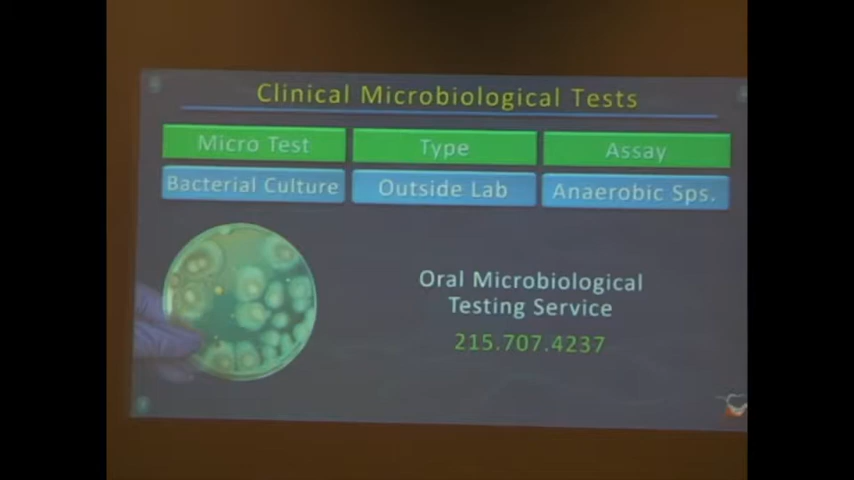 Clinical Microbiological Tests
Micro Test Type Assay
Bacterial Culture Outside Lab Anaerobic Sps.
Oral Microbiological
Testing Service
215.707.4237